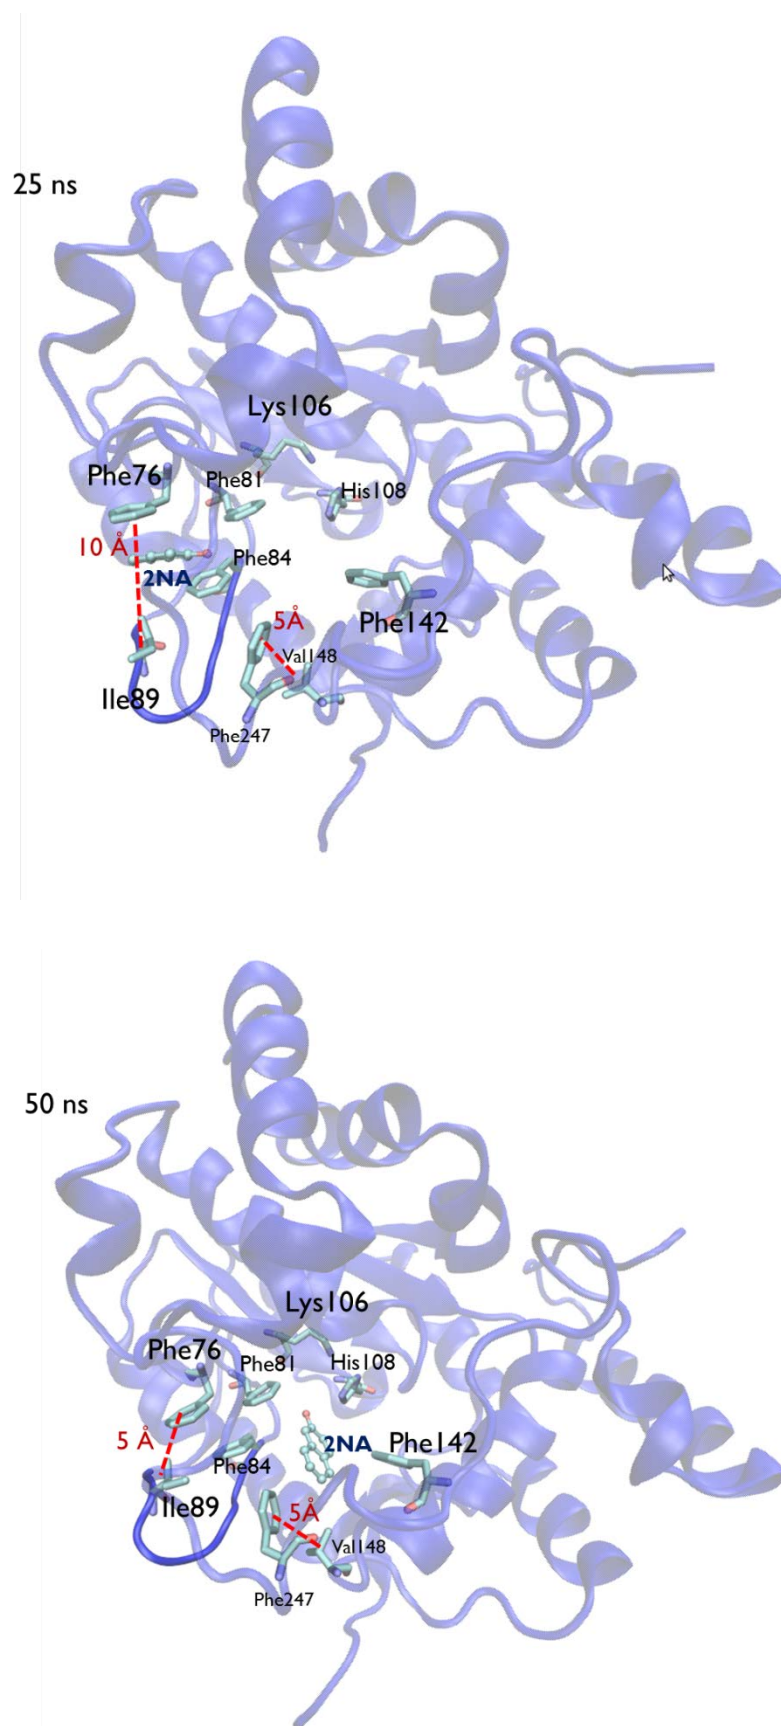 25 ns
Lys106
Phe76
Phe81
His108
10 Å
Phe84
2NA
5Å
Phe142
Val148
Ile89
Phe247
50 ns
Lys106
Phe76
Phe81
His108
5 Å
2NA
Phe142
Phe84
Ile89
5Å
Val148
Phe247